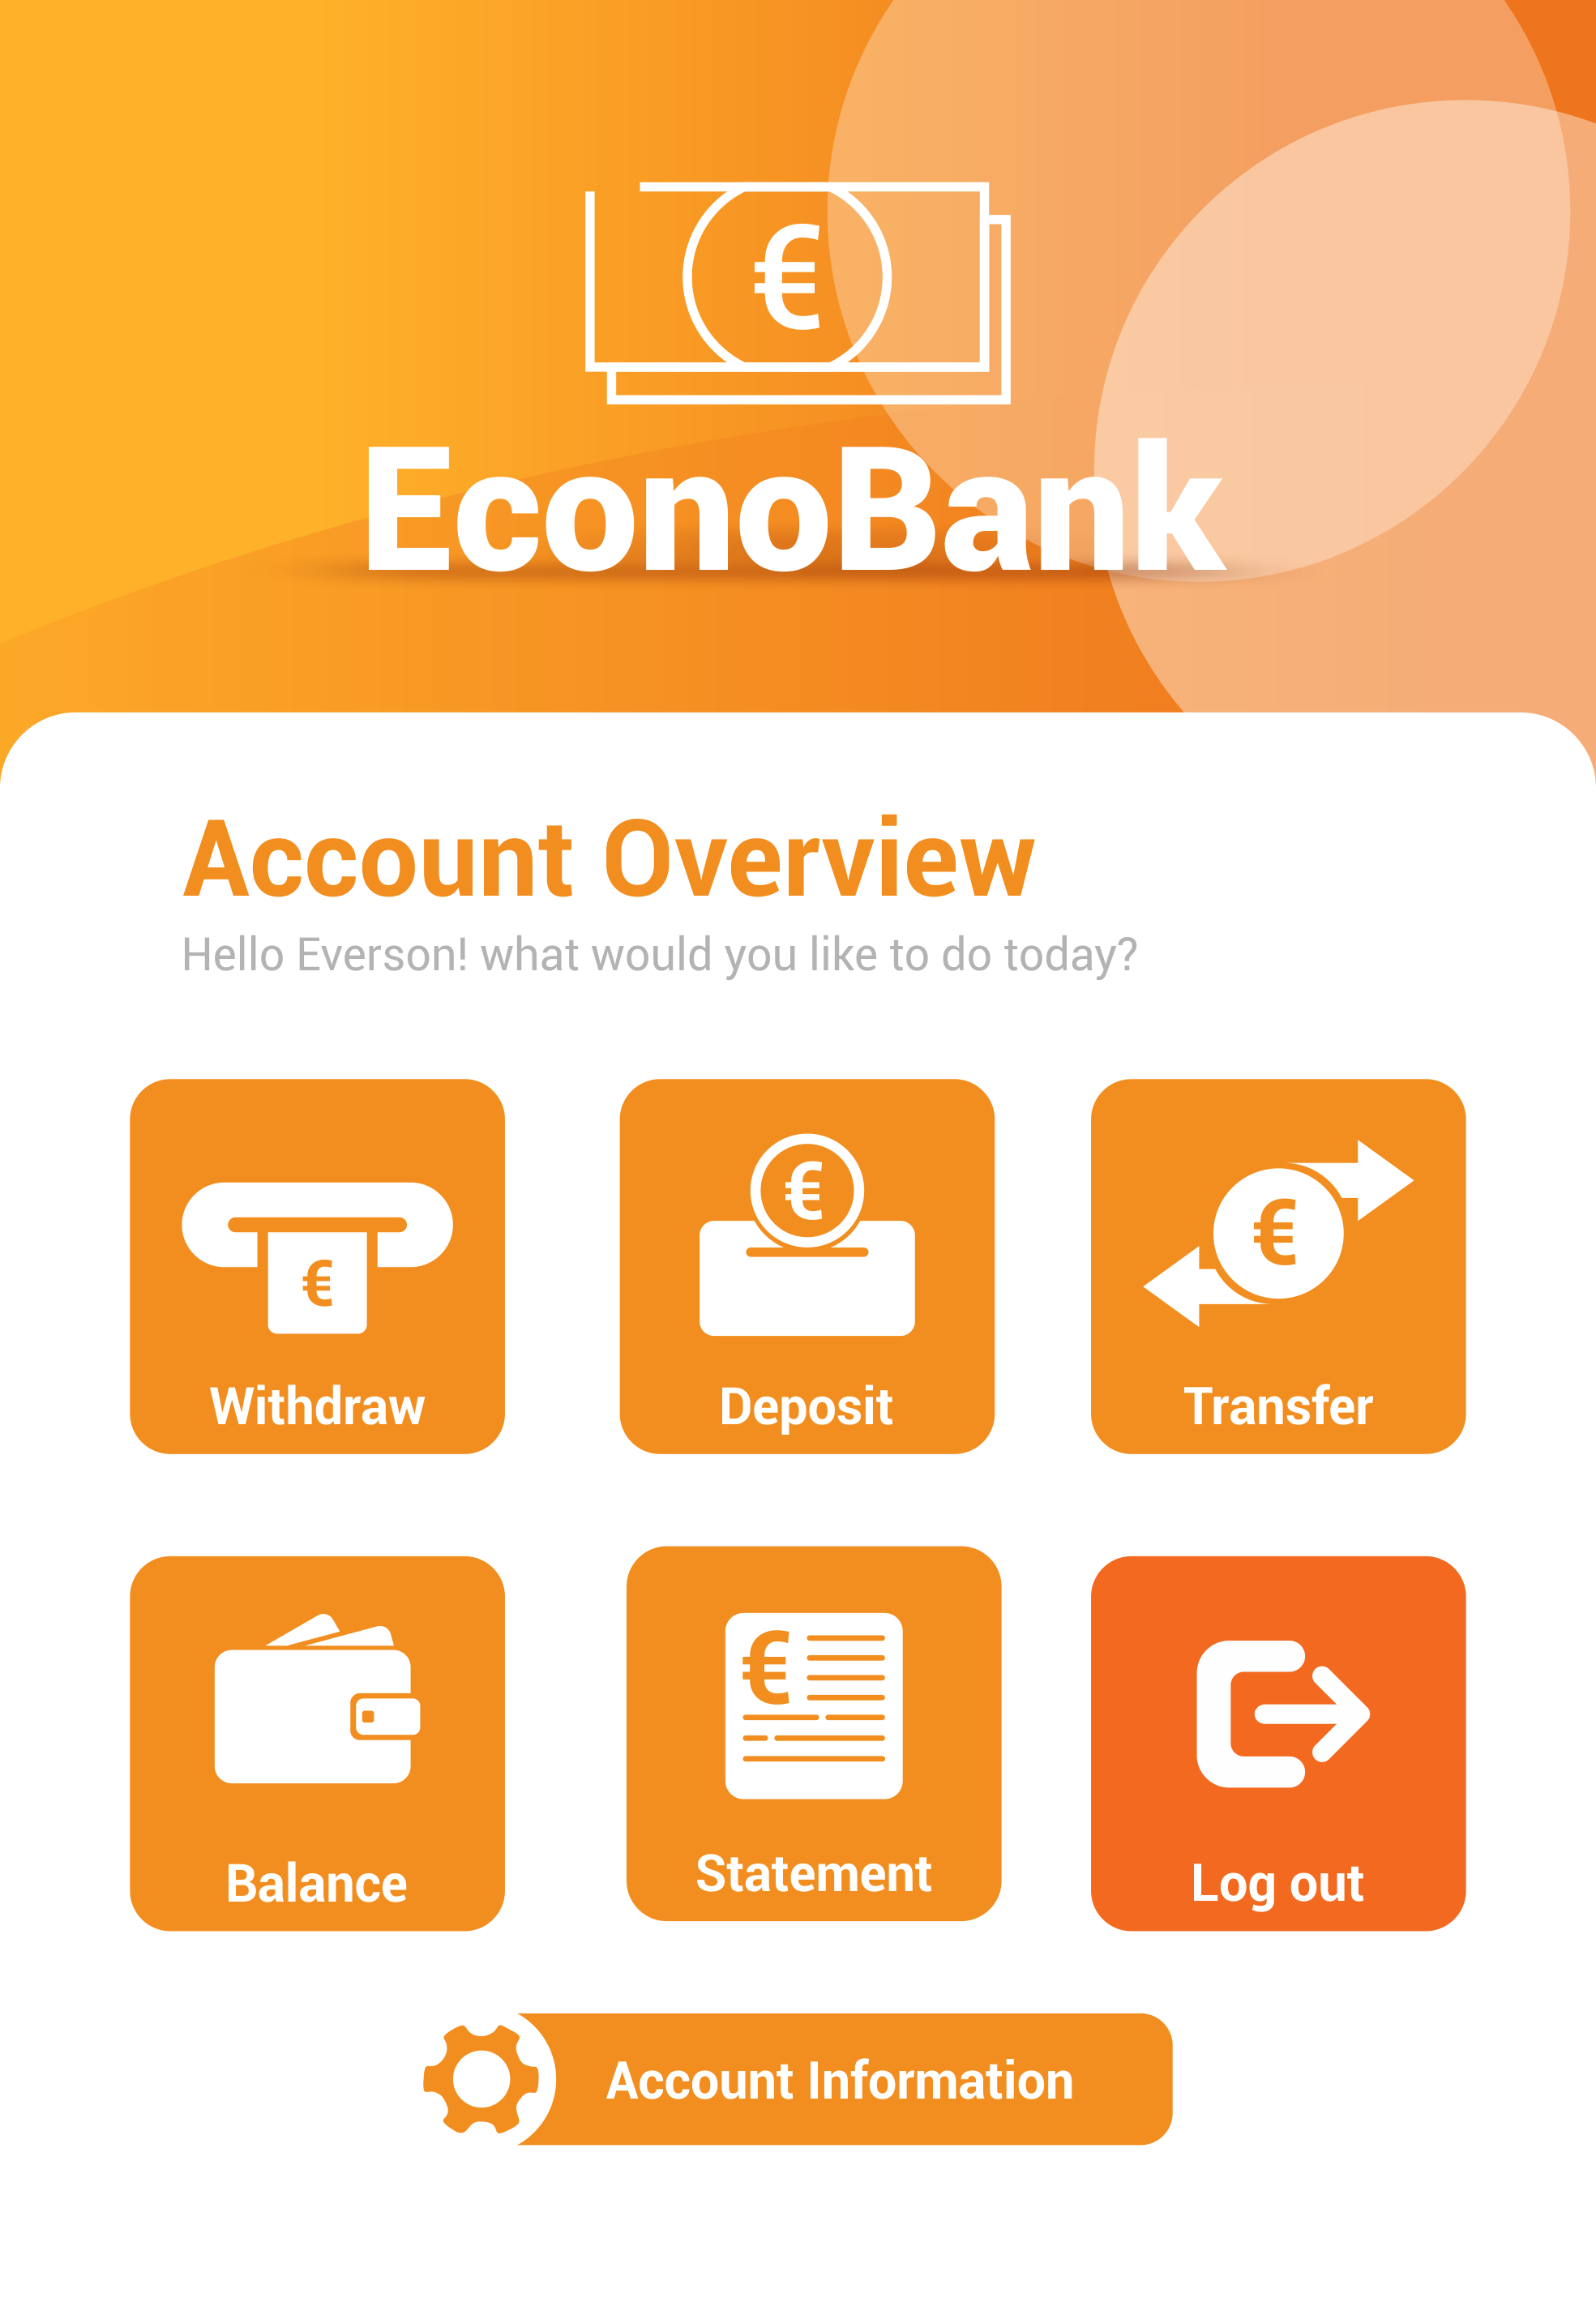 €
EconoBank
Account Overview
Hello Everson! what would you like to do today?
€
€
€
Withdraw
Deposit
Transfer
€
Balance
Statement
Log out
Account Information